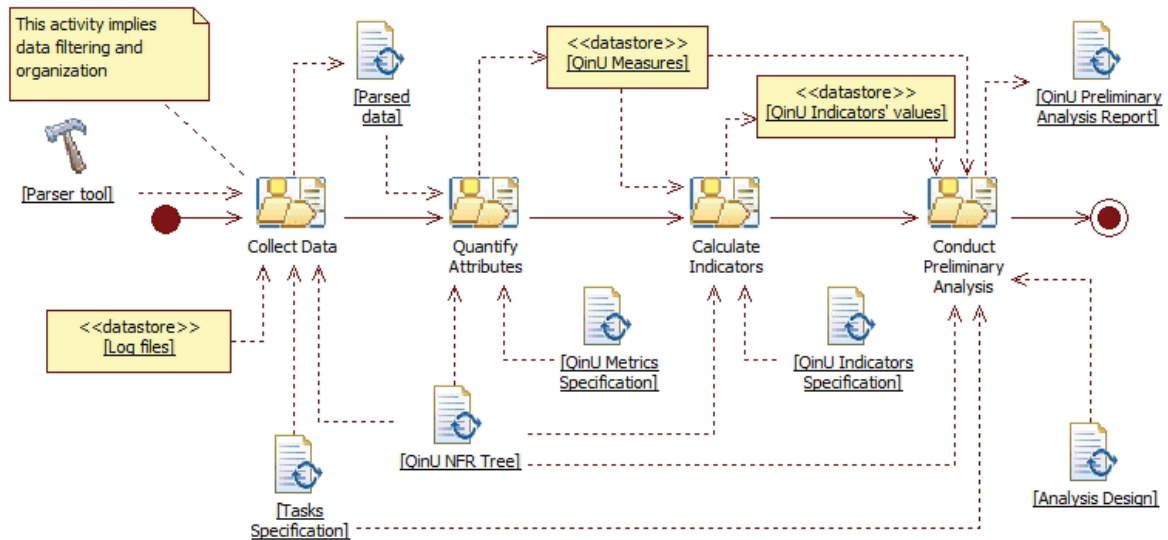 This activity implies
data filtering and
organization
[Parsed
data]
<<datastore>>
[QinU Measures]
<<datastore>>
[QinU Indicators' values]
[QinU Preliminary
Analysis Report]
[Parser tool]
Collect Data
Quantify
Attributes
Calculate
Indicators
Conduct
Preliminary
Analysis
<<datastore>>
[Log files]
[QinU Metrics
Specification]
[QinU Indicators
Specification]
[QinU NFR Tree]
[Tasks
Specification]
[Analysis Design]